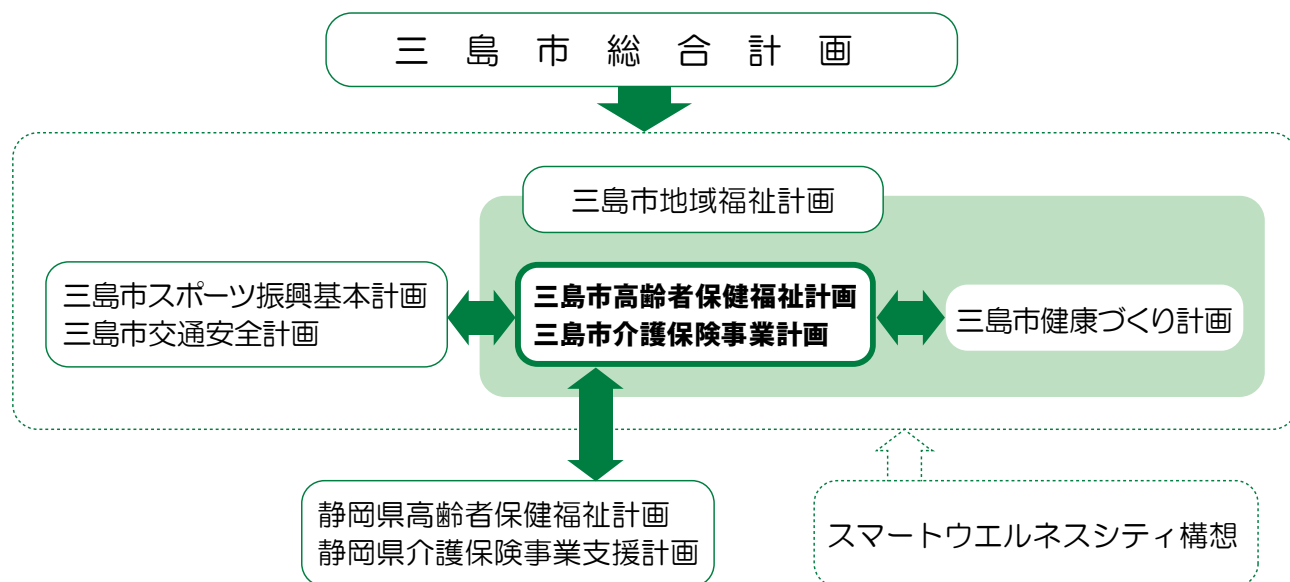 三島市総合計画
三島市地域福祉計画
三島市スポーツ振興基本計画
三島市交通安全計画
三島市高齢者保健福祉計画
三島市介護保険事業計画
三島市健康づくり計画
静岡県高齢者保健福祉計画
静岡県介護保険事業支援計画
スマートウエルネスシティ構想